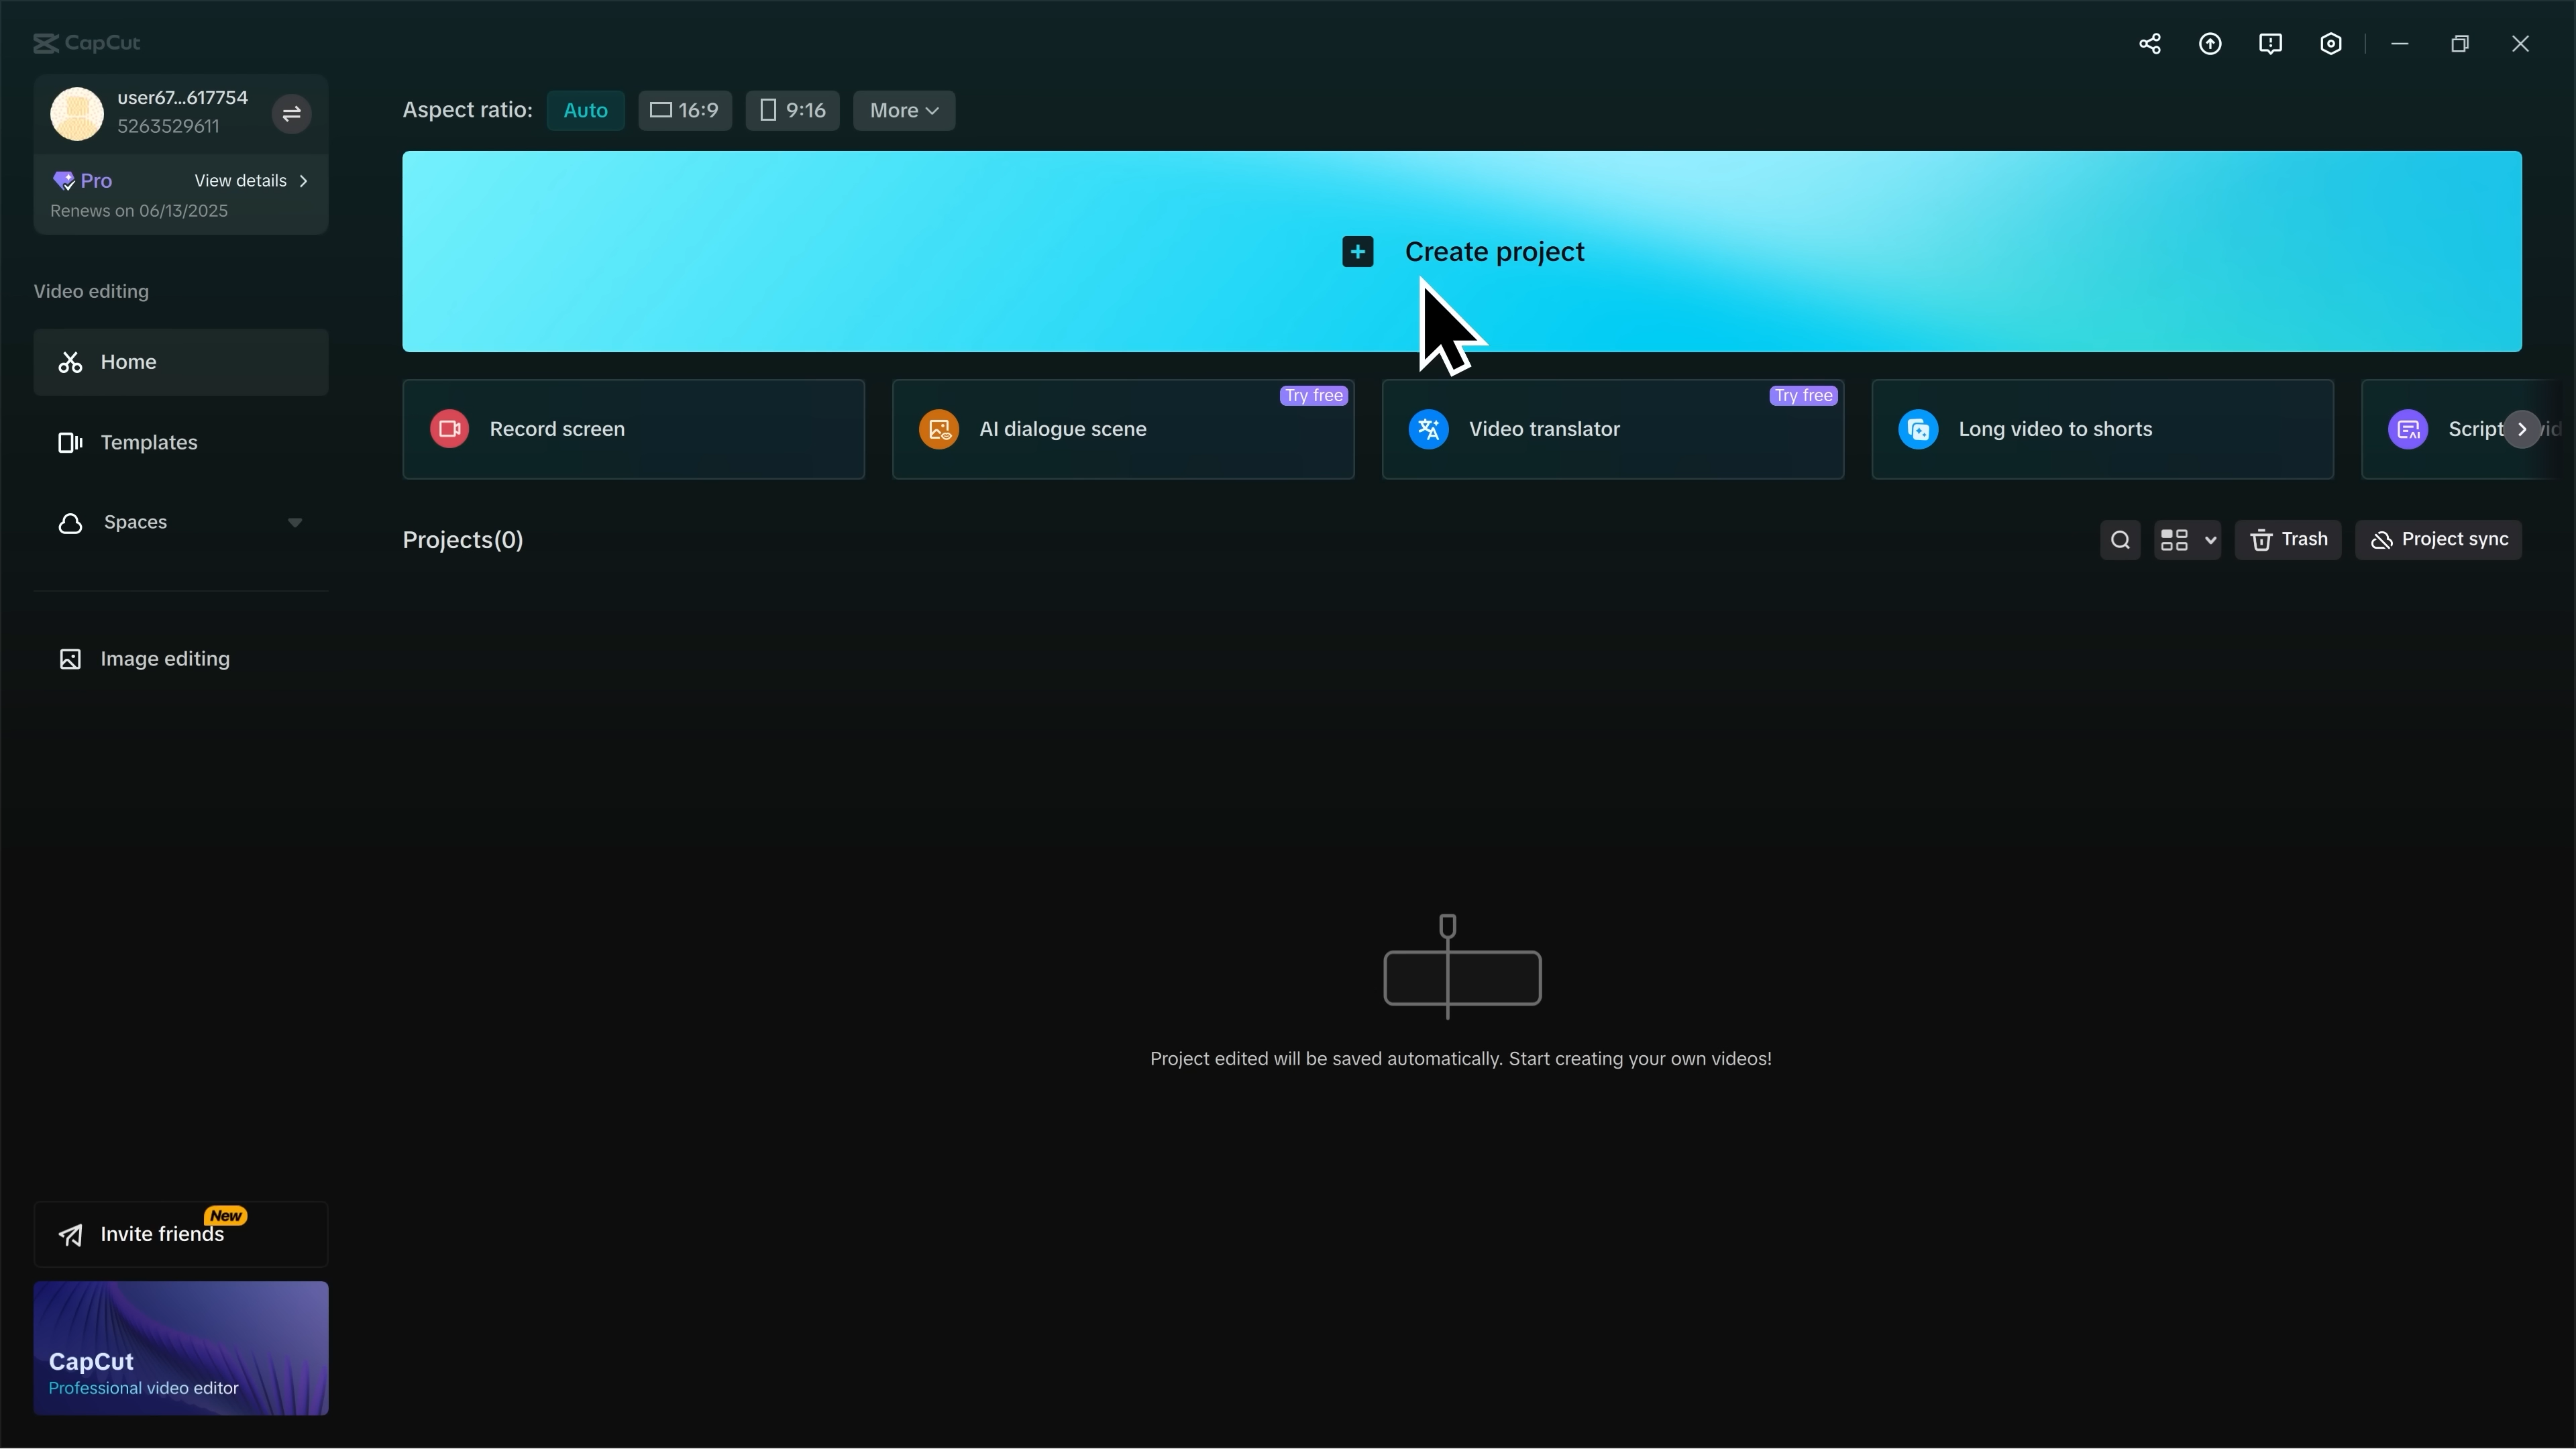 CapCut
user67...617754
5263529611
Pro
View details
Renews on 06/13/2025
Video editing
Home
Templates
Spaces
Image editing
New
Invite friends
CapCut
Professional video editor
Aspect ratio: Auto 16:9 9:16 More
Create project
Record screen
AI dialogue scene
Try free
Video translator
Try free
Long video to shorts
Script
Projects(0)
Trash
Project sync
Project edited will be saved automatically. Start creating your own videos!